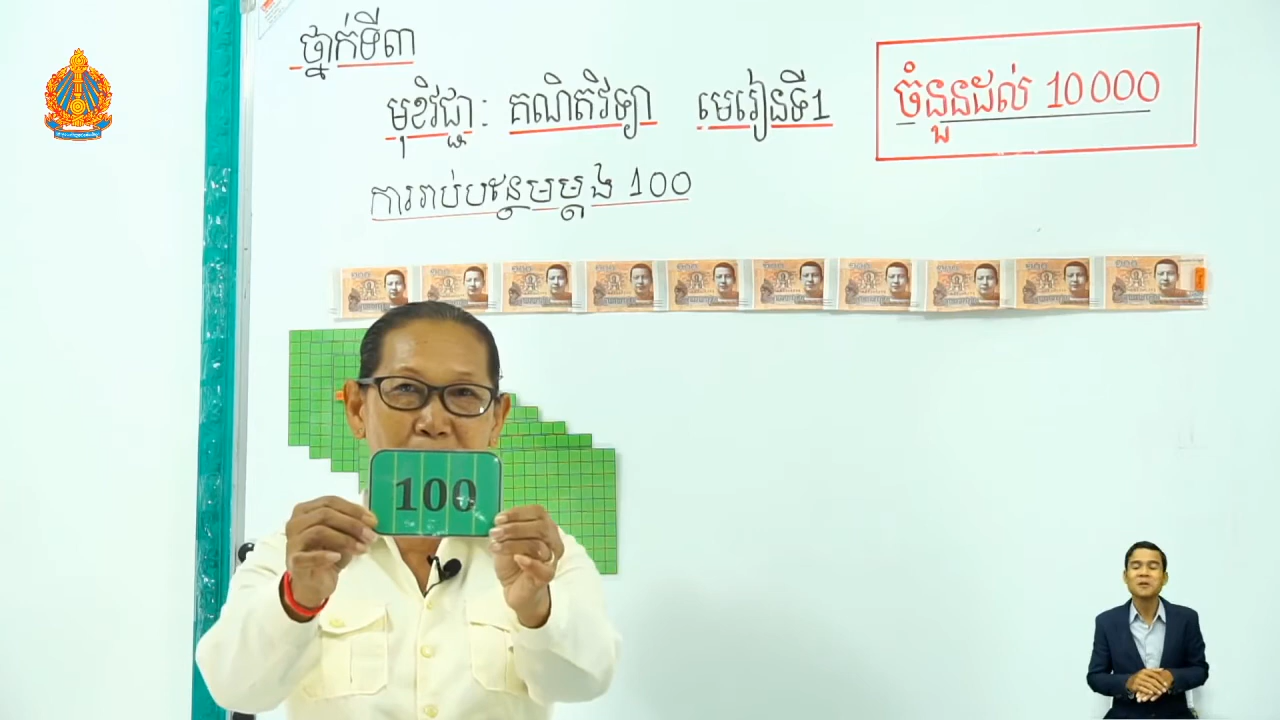 ថ្នាក់ទី៣
មុខវិជ្ជា : គណិតវិទ្យា មេរៀនទី1
ចំនួនដល់ 10 000
ការរាប់បន្ថែមម្តង 100
100